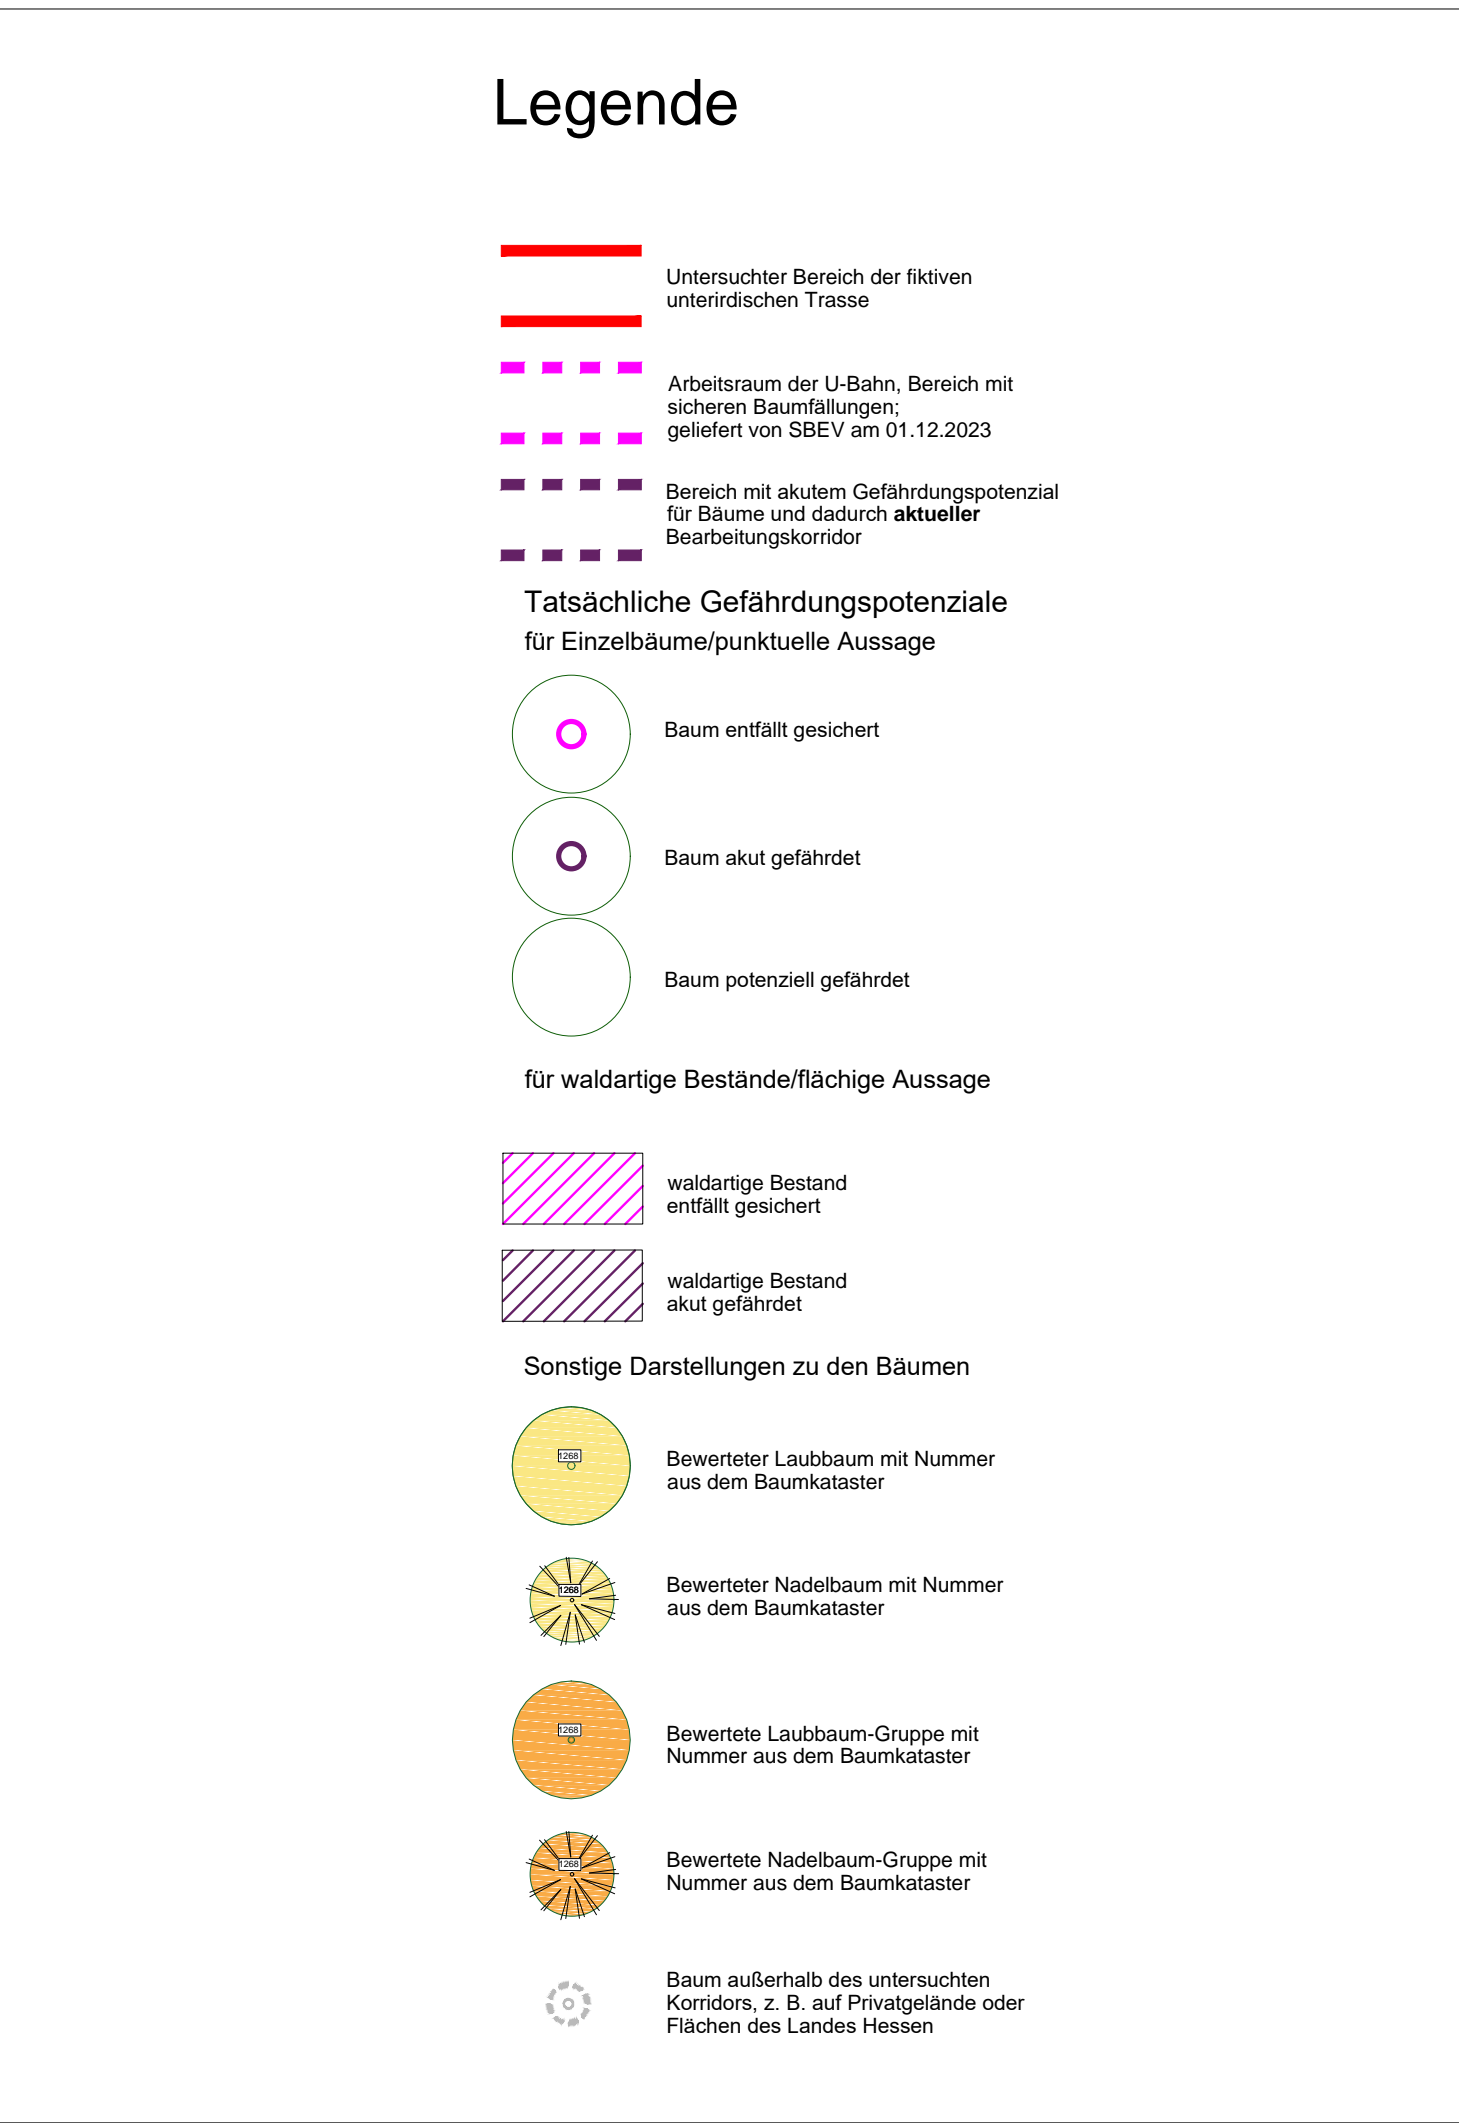 Legende
Untersuchter Bereich der fiktiven
unterirdischen Trasse
Arbeitsraum der U-Bahn, Bereich mit
sicheren Baumfällungen;
geliefert von SBEV am 01.12.2023
Bereich mit akutem Gefährdungspotenzial
für Bäume und dadurch aktueller
Bearbeitungskorridor
Tatsächliche Gefährdungspotenziale
für Einzelbäume/punktuelle Aussage
Baum entfällt gesichert
Baum akut gefährdet
Baum potenziell gefährdet
für waldartige Bestände/flächige Aussage
waldartige Bestand
entfällt gesichert
waldartige Bestand
akut gefährdet
Sonstige Darstellungen zu den Bäumen
1268
Bewerteter Laubbaum mit Nummer
aus dem Baumkataster
1268
Bewerteter Nadelbaum mit Nummer
aus dem Baumkataster
1268
Bewertete Laubbaum-Gruppe mit
Nummer aus dem Baumkataster
1268
Bewertete Nadelbaum-Gruppe mit
Nummer aus dem Baumkataster
Baum außerhalb des untersuchten
Korridors, z. B. auf Privatgelände oder
Flächen des Landes Hessen